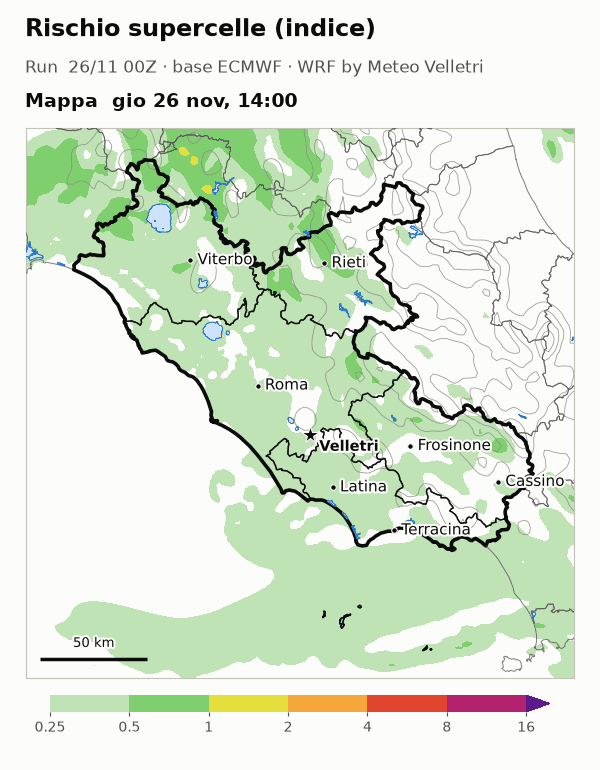 Rischio supercelle (indice)
Run  26/11 00Z · base ECMWF · WRF by Meteo Velletri
Mappa  gio 26 nov, 14:00
Viterbo
Rieti
Roma
Velletri
Frosinone
Cassino
Latina
Terracina
50 km
0.25 0.5 1 2 4 8 16